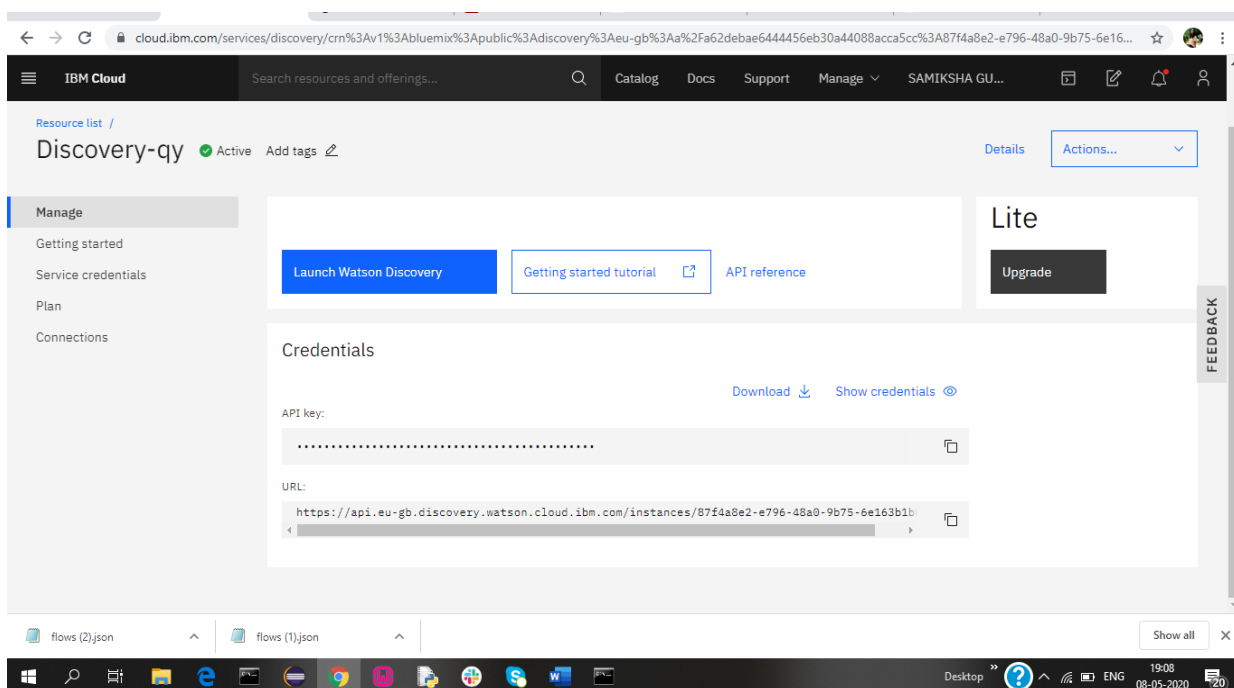 cloud.ibm.com/services/discovery/crn%3Av1%3Abluemix%3Apublic%3Adiscovery%3Aeu-gb%3Aa%2Fa62debae6444456eb30a44088acca5cc%3A87f4a8e2-e796-48a0-9b75-6e16...
IBM Cloud
Search resources and offerings...
Catalog
Docs
Support
Manage
SAMIKSHA GU...
Resource list /
Discovery-qy
Active
Add tags
Details
Actions...
Manage
Getting started
Service credentials
Plan
Connections
Launch Watson Discovery
Getting started tutorial
API reference
Lite
Upgrade
FEEDBACK
Credentials
Download
Show credentials
API key:
URL:
https://api.eu-gb.discovery.watson.cloud.ibm.com/instances/87f4a8e2-e796-48a0-9b75-6e163b1b
flows (2).json
flows (1).json
Show all
Desktop
ENG
19:08
08-05-2020
20